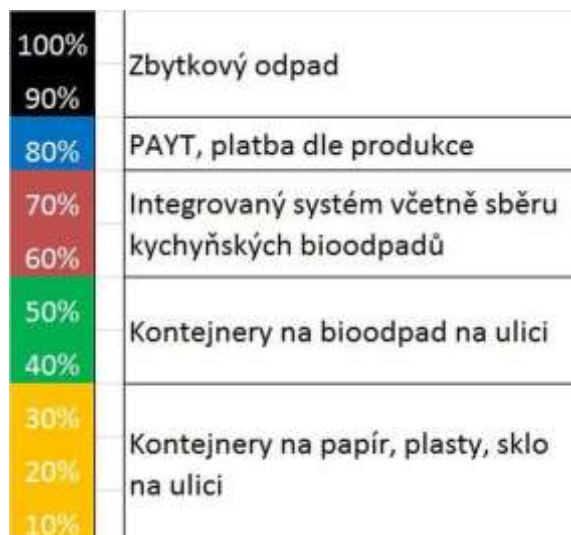 100%
Zbytkový odpad
90%
80%
PAYT, platba dle produkce
70%
Integrovaný systém včetně sběru
kychyňských bioodpadů
60%
50%
Kontejnery na bioodpad na ulici
40%
30%
Kontejnery na papír, plasty, sklo
na ulici
20%
10%